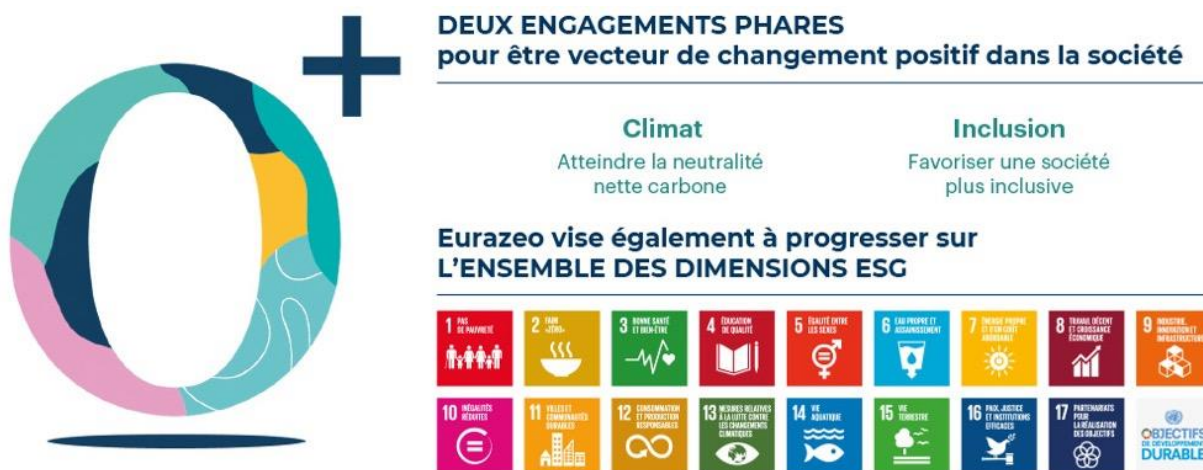 DEUX ENGAGEMENTS PHARES
pour être vecteur de changement positif dans la société
Climat
Atteindre la neutralité
nette carbone
Inclusion
Favoriser une société
plus inclusive
Eurazeo vise également à progresser sur
L'ENSEMBLE DES DIMENSIONS ESG
1 PAS
DE PAUVRETÉ
2 FAIM
«ZÉRO»
3 BONNE SANTÉ
ET BIEN-ÊTRE
4 ÉDUCATION
DE QUALITÉ
5 ÉGALITÉ ENTRE
LES SEXES
6 EAU PROPRE ET
ASSAINISSEMENT
7 ÉNERGIE PROPRE
ET D'UN COÛT
ABORDABLE
8 TRAVAIL DÉCENT
ET CROISSANCE
ÉCONOMIQUE
9 INDUSTRIE,
INNOVATION ET
INFRASTRUCTURE
10 INÉGALITÉS
RÉDUITES
11 VILLES ET
COMMUNAUTÉS
DURABLES
12 CONSOMMATION
ET PRODUCTION
RESPONSABLES
13 MESURES RELATIVES
À LA LUTTE CONTRE
LES CHANGEMENTS
CLIMATIQUES
14 VIE
AQUATIQUE
15 VIE
TERRESTRE
16 PAIX, JUSTICE
ET INSTITUTIONS
EFFICACES
17 PARTENARIATS
POUR
LA RÉALISATION
DES OBJECTIFS
OBJECTIFS
DE DÉVELOPPEMENT
DURABLE